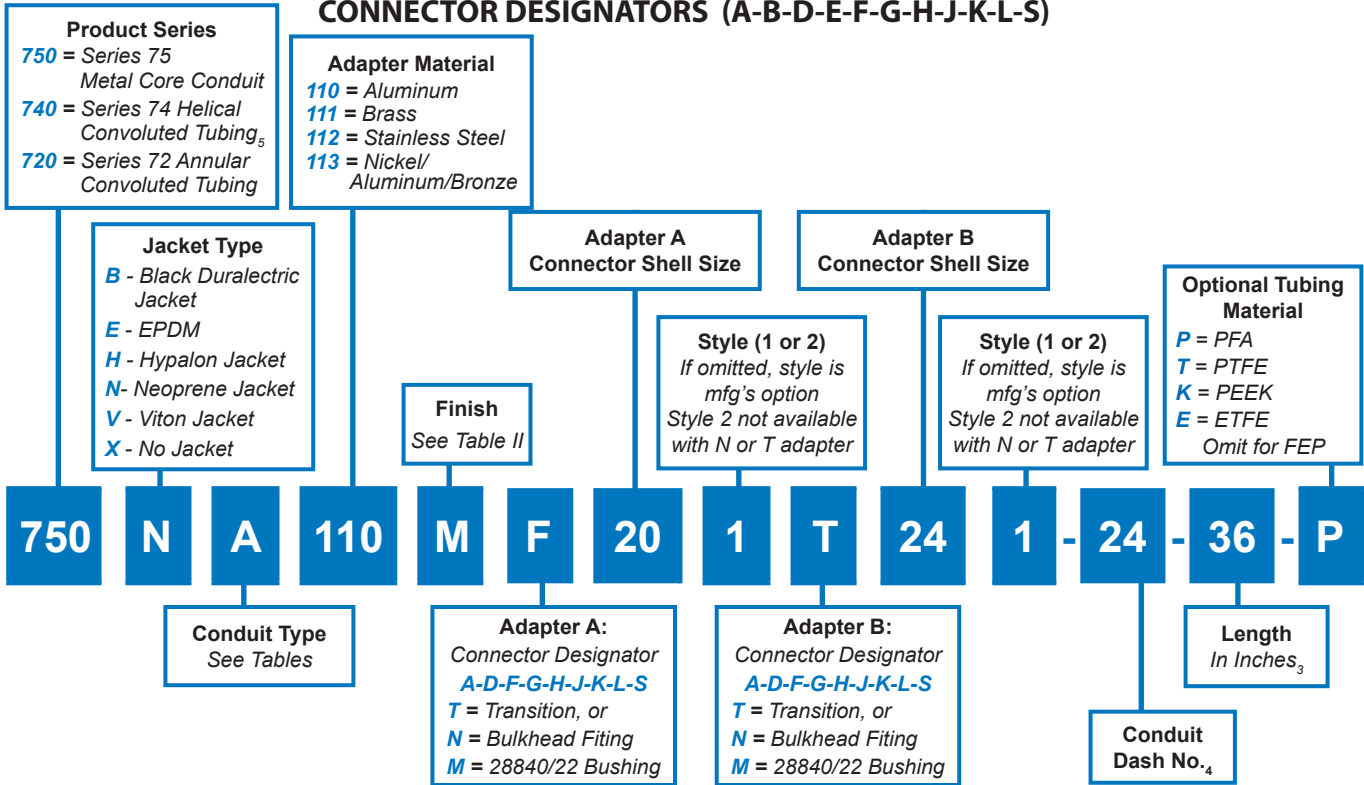 CONNECTOR DESIGNATORS (A-B-D-E-F-G-H-J-K-L-S)
Product Series
750 = Series 75
Metal Core Conduit
740 = Series 74 Helical
Convoluted Tubing5
720 = Series 72 Annular
Convoluted Tubing
Adapter Material
110 = Aluminum
111 = Brass
112 = Stainless Steel
113 = Nickel/
Aluminum/Bronze
Jacket Type
B - Black Duralectric
Jacket
E - EPDM
H - Hypalon Jacket
N- Neoprene Jacket
V - Viton Jacket
X - No Jacket
Finish
See Table II
Adapter A
Connector Shell Size
Style (1 or 2)
If omitted, style is
mfg's option
Style 2 not available
with N or T adapter
Adapter B
Connector Shell Size
Style (1 or 2)
If omitted, style is
mfg's option
Style 2 not available
with N or T adapter
Optional Tubing
Material
P = PFA
T = PTFE
K = PEEK
E = ETFE
Omit for FEP
750 N A 110 M F 20 1 T 24 1 - 24 - 36 - P
Conduit Type
See Tables
Adapter A:
Connector Designator
A-D-F-G-H-J-K-L-S
T = Transition, or
N = Bulkhead Fiting
M = 28840/22 Bushing
Adapter B:
Connector Designator
A-D-F-G-H-J-K-L-S
T = Transition, or
N = Bulkhead Fiting
M = 28840/22 Bushing
Conduit
Dash No.4
Length
In Inches3